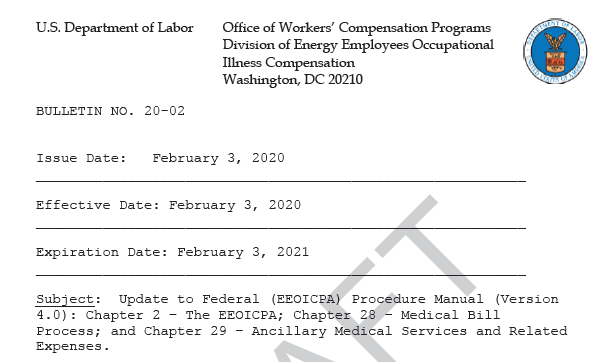 U.S. Department of Labor
Office of Workers' Compensation Programs
Division of Energy Employees Occupational
Illness Compensation
Washington, DC 20210
BULLETIN NO. 20-02
Issue Date: February 3, 2020
Effective Date: February 3, 2020
Expiration Date: February 3, 2021
Subject: Update to Federal (EEOICPA) Procedure Manual (Version
4.0): Chapter 2 – The EEOICPA; Chapter 28 – Medical Bill
Process; and Chapter 29 – Ancillary Medical Services and Related
Expenses.
AFT